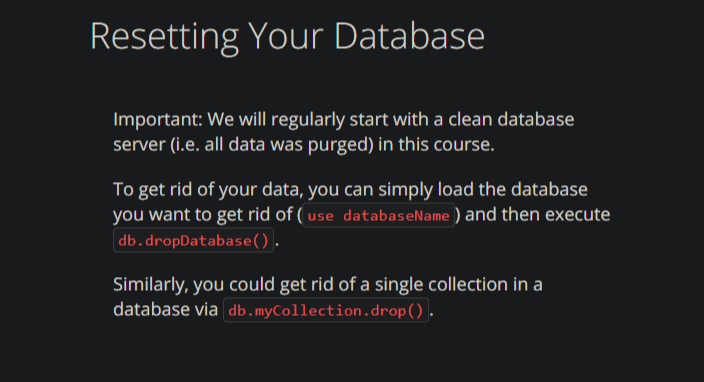 Resetting Your Database
Important: We will regularly start with a clean database
server (i.e. all data was purged) in this course.
To get rid of your data, you can simply load the database
you want to get rid of (use databaseName) and then execute
db.dropDatabase().
Similarly, you could get rid of a single collection in a
database via db.myCollection.drop().